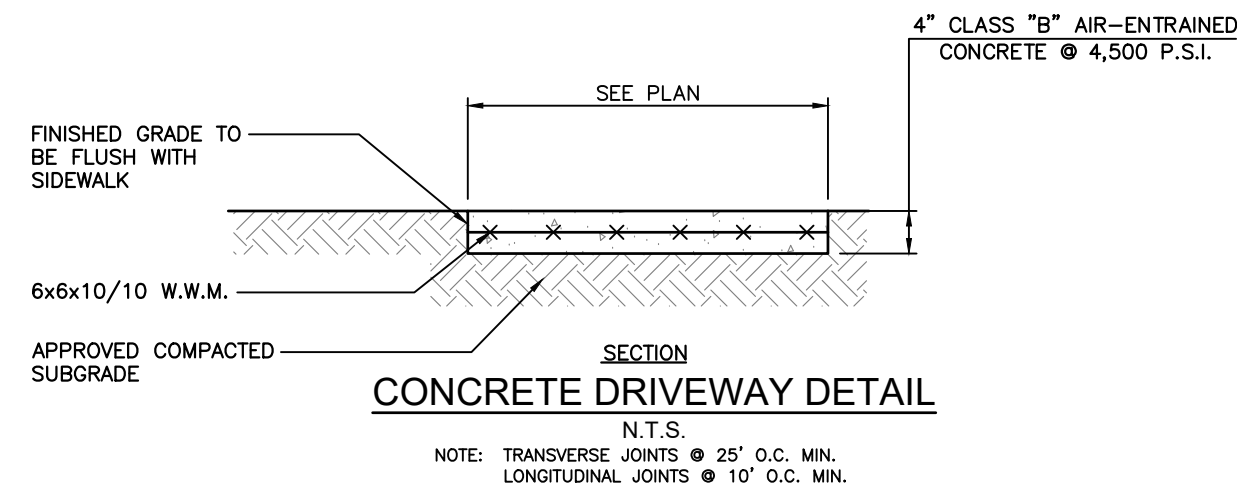 4" CLASS "B" AIR-ENTRAINED
CONCRETE @ 4,500 P.S.I.
SEE PLAN
FINISHED GRADE TO
BE FLUSH WITH
SIDEWALK
6x6x10/10 W.W.M.
APPROVED COMPACTED
SUBGRADE
SECTION
CONCRETE DRIVEWAY DETAIL
N.T.S.
NOTE: TRANSVERSE JOINTS @ 25' O.C. MIN.
LONGITUDINAL JOINTS @ 10' O.C. MIN.